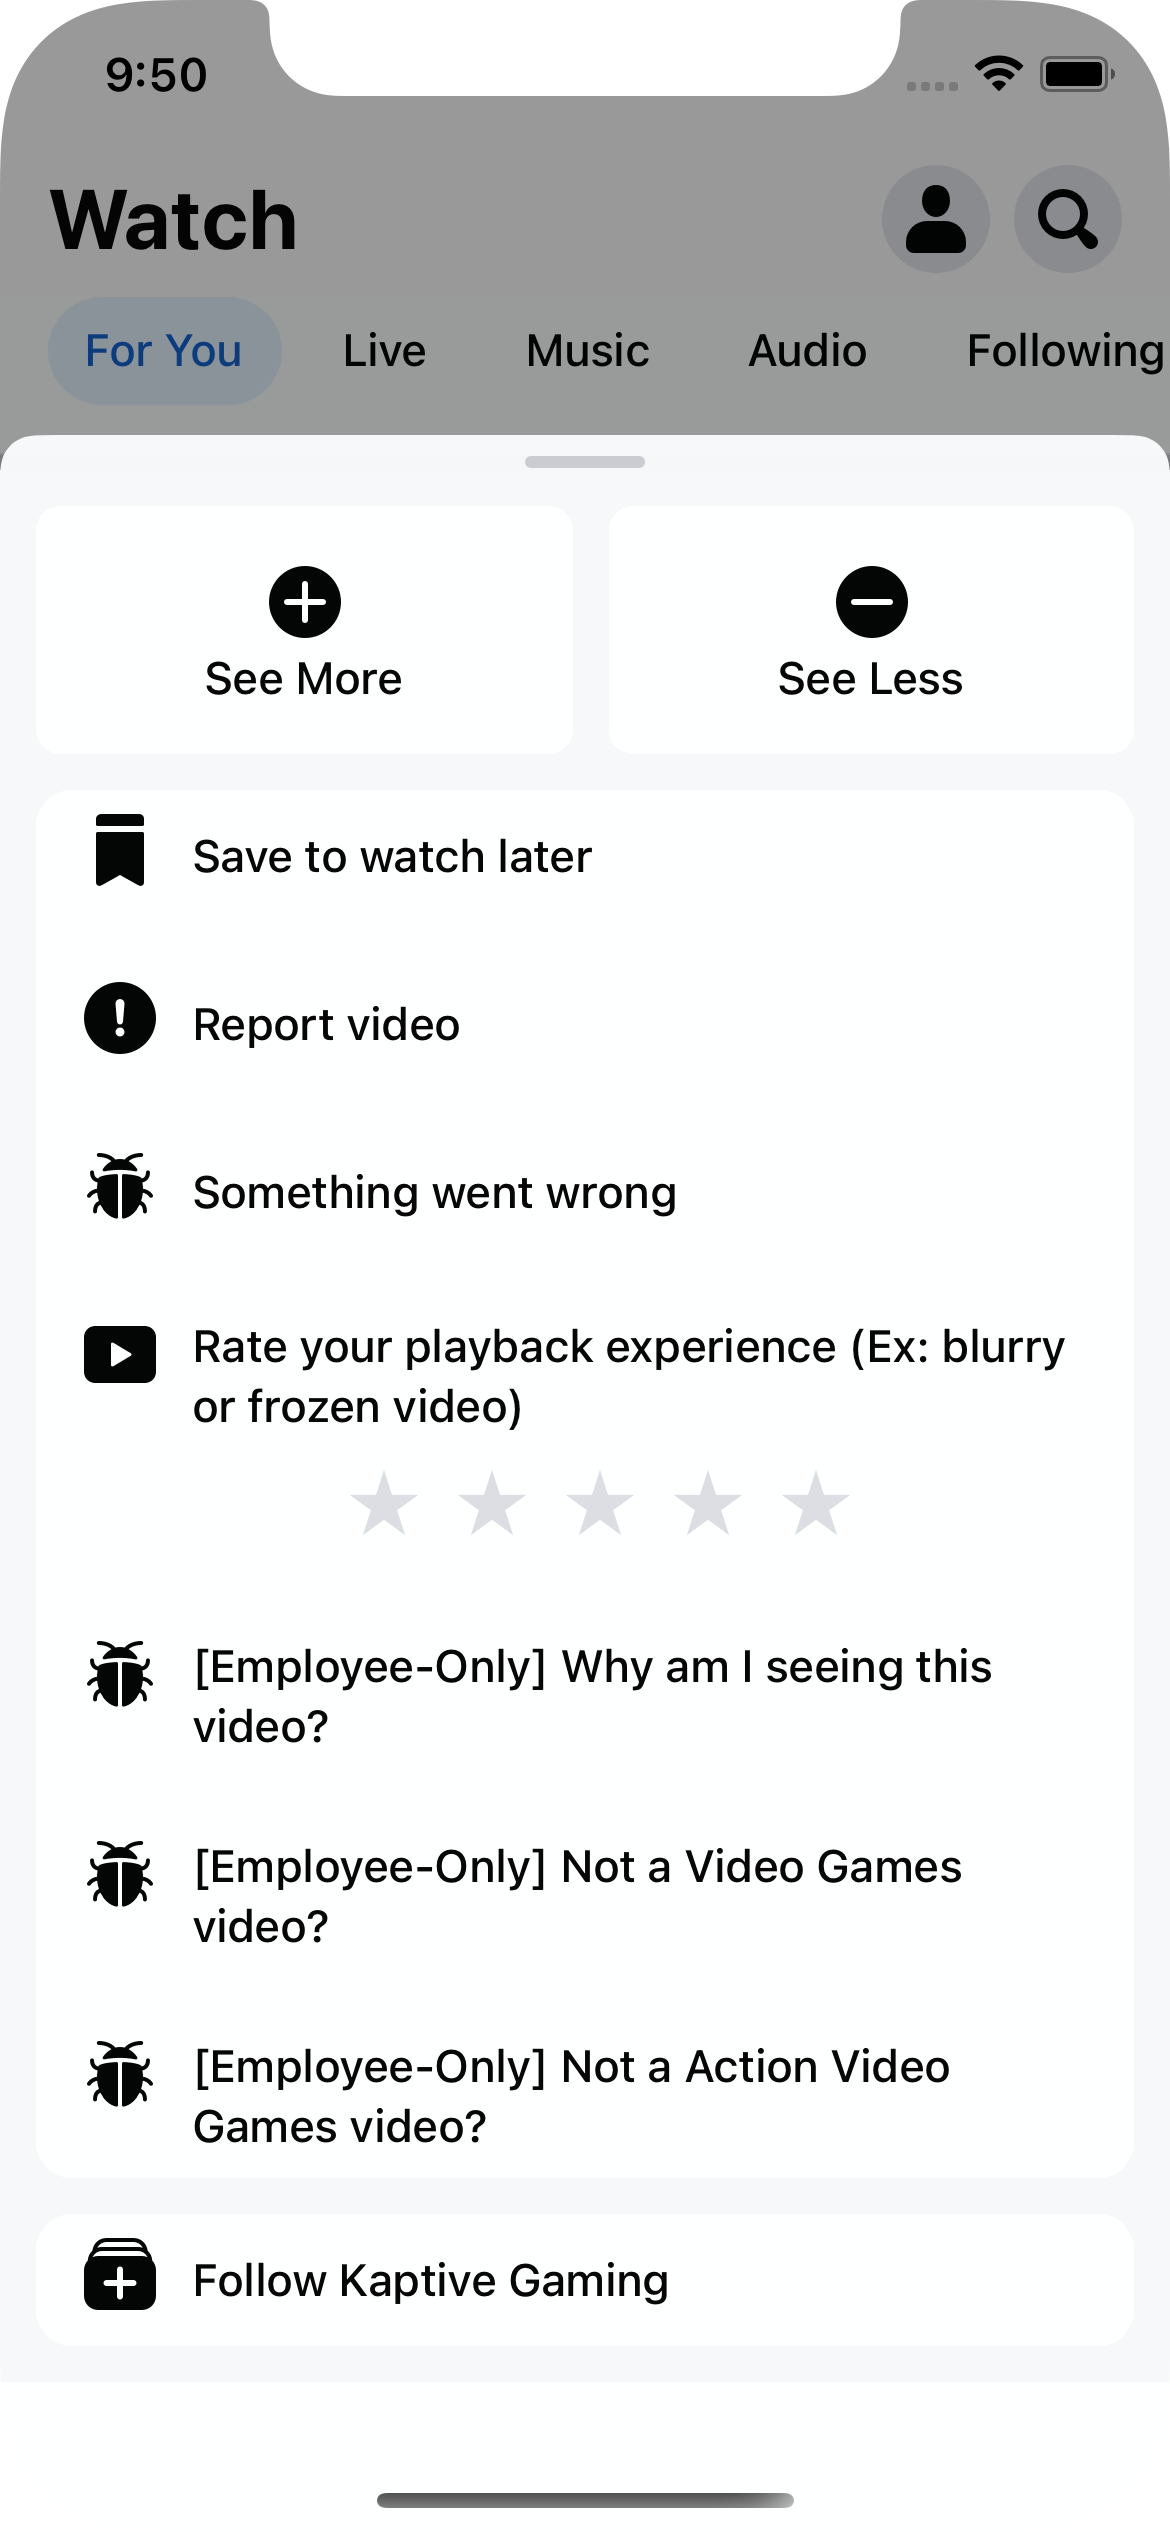 9:50
Watch
For You Live Music Audio Following
See More See Less
Save to watch later
Report video
Something went wrong
Rate your playback experience (Ex: blurry
or frozen video)
[Employee-Only] Why am I seeing this
video?
[Employee-Only] Not a Video Games
video?
[Employee-Only] Not a Action Video
Games video?
Follow Kaptive Gaming